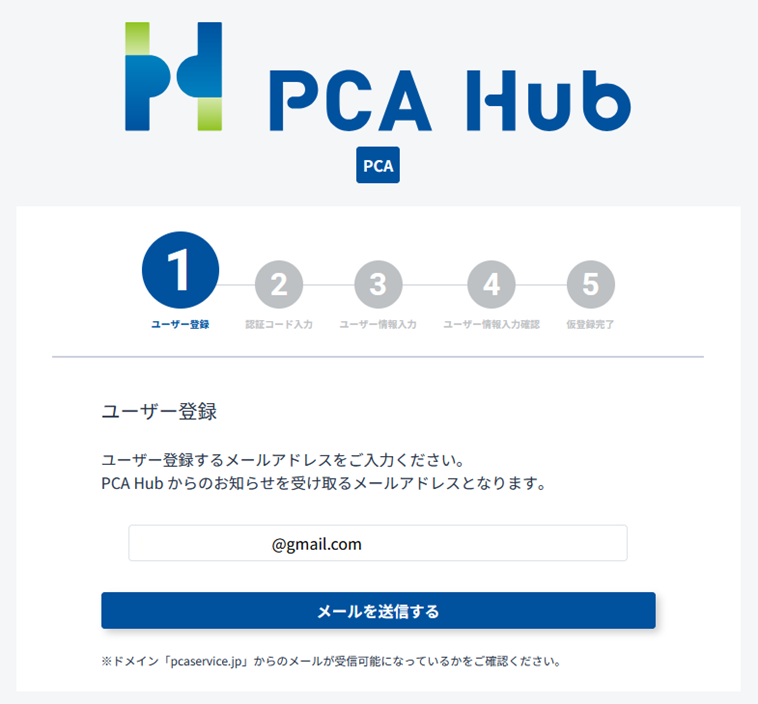 PCA Hub
PCA
1 2 3 4 5
ユーザー登録 認証コード入力 ユーザー情報入力 ユーザー情報入力確認 仮登録完了
ユーザー登録
ユーザー登録するメールアドレスをご入力ください。
PCA Hub からのお知らせを受け取るメールアドレスとなります。
@gmail.com
メールを送信する
※ドメイン「pcaservice.jp」からのメールが受信可能になっているかをご確認ください。